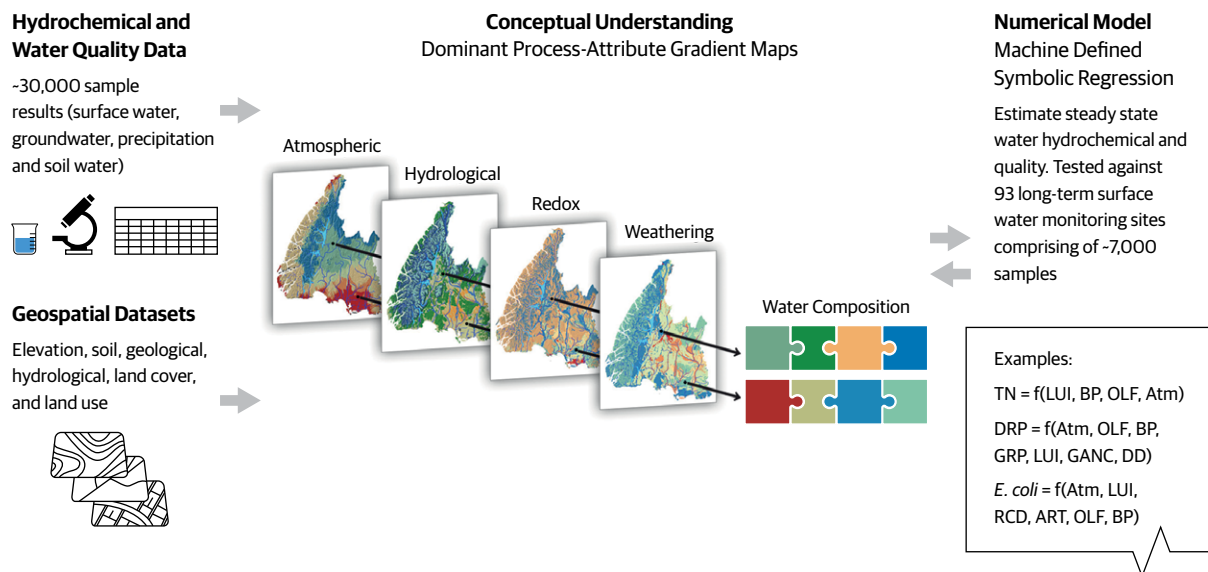 Hydrochemical and
Water Quality Data
~30,000 sample
results (surface water,
groundwater, precipitation
and soil water)
Geospatial Datasets
Elevation, soil, geological,
hydrological, land cover,
and land use
Conceptual Understanding
Dominant Process-Attribute Gradient Maps
Atmospheric
Hydrological
Redox
Weathering
Water Composition
Numerical Model
Machine Defined
Symbolic Regression
Estimate steady state
water hydrochemical and
quality. Tested against
93 long-term surface
water monitoring sites
comprising of ~7,000
samples
Examples:
TN = f(LUI, BP, OLF, Atm)
DRP = f(Atm, OLF, BP,
GRP, LUI, GANC, DD)
E. coli = f(Atm, LUI,
RCD, ART, OLF, BP)